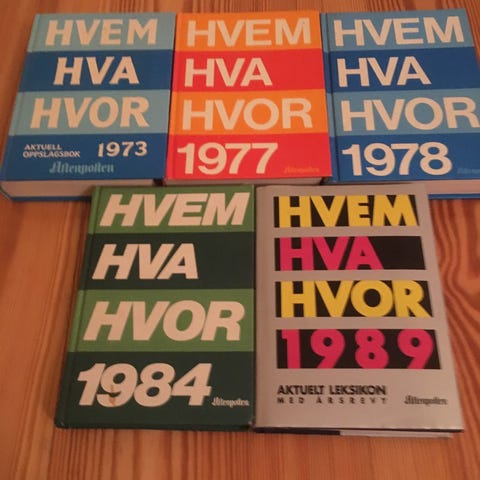 HVEM
HVA
HVOR
AKTUELL
OPPSLAGSBOK 1973
Aftenposten
HVEM
HVA
HVOR
1977
Aftenposten
HVEM
HVA
HVOR
1978
Aftenposten
HVEM
HVA
HVOR
1984
Aftenposten
HVEM
HVA
HVOR
1989
AKTUELT LEKSIKON
MED ÅRSREVY
Aftenposten